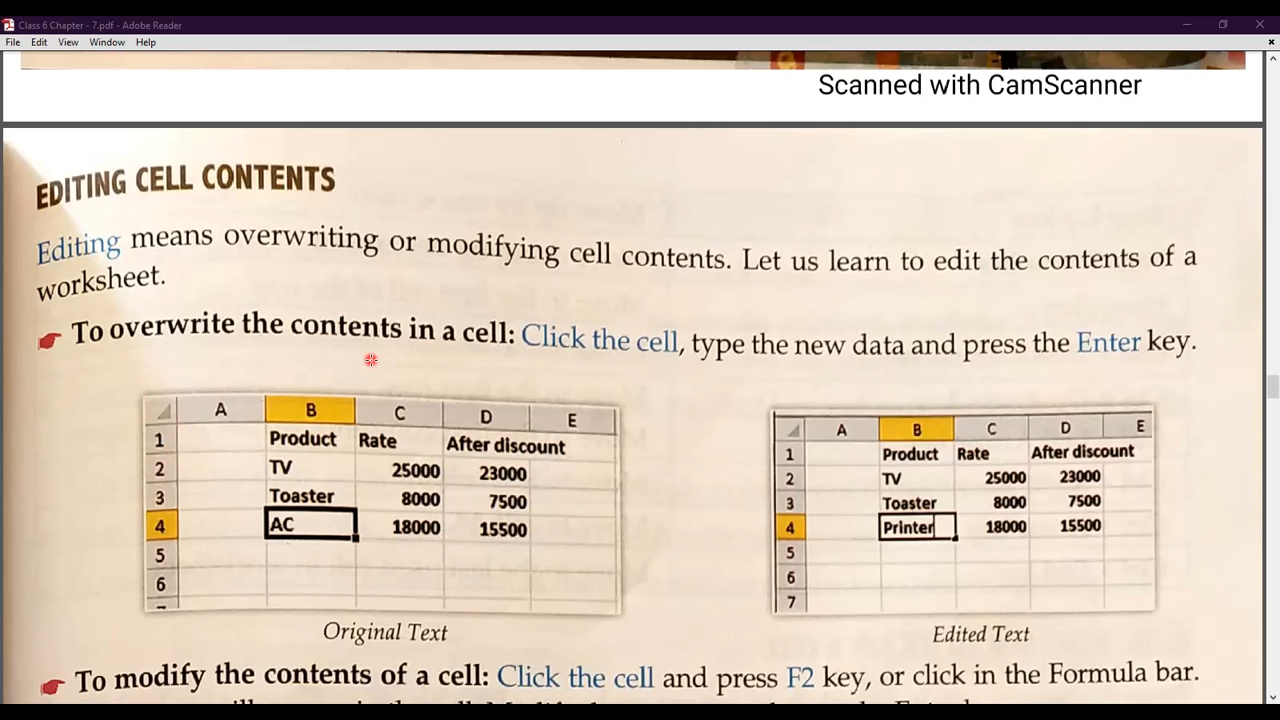 Class 6 Chapter - 7.pdf - Adobe Reader
File Edit View Window Help
Scanned with CamScanner
EDITING CELL CONTENTS
Editing means overwriting or modifying cell contents. Let us learn to edit the contents of a
worksheet.
To overwrite the contents in a cell: Click the cell, type the new data and press the Enter key.
A B C D E
1 Product Rate After discount
2 TV 25000 23000
3 Toaster 8000 7500
4 AC 18000 15500
5
6
Original Text
A B C D E
1 Product Rate After discount
2 TV 25000 23000
3 Toaster 8000 7500
4 Printer 18000 15500
5
6
7
Edited Text
To modify the contents of a cell: Click the cell and press F2 key, or click in the Formula bar.